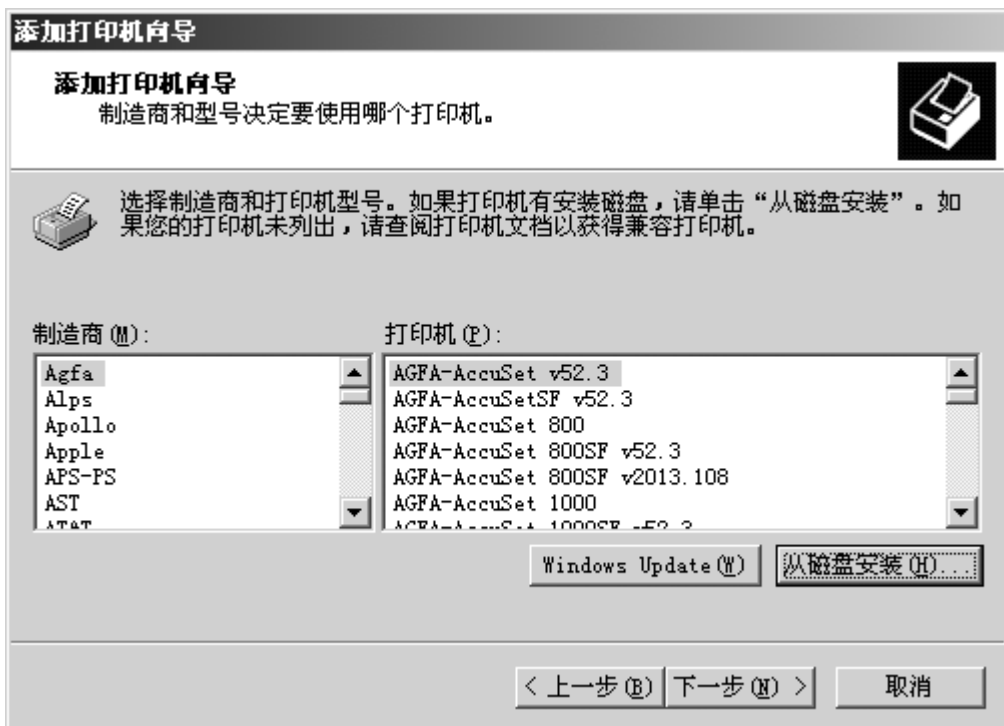 添加打印机向导
添加打印机向导
制造商和型号决定要使用哪个打印机。
选择制造商和打印机型号。如果打印机有安装磁盘，请单击“从磁盘安装”。如
果您的打印机未列出，请查阅打印机文档以获得兼容打印机。
制造商(M):
打印机(P):
Agfa
Alps
Apollo
Apple
APS-PS
AST
AT&T
AGFA-AccuSet v52.3
AGFA-AccuSetSF v52.3
AGFA-AccuSet 800
AGFA-AccuSet 800SF v52.3
AGFA-AccuSet 800SF v2013.108
AGFA-AccuSet 1000
AGFA-AccuSet 1000SF v52.3
Windows Update(W)
从磁盘安装(H)...
< 上一步(B)
下一步(N) >
取消